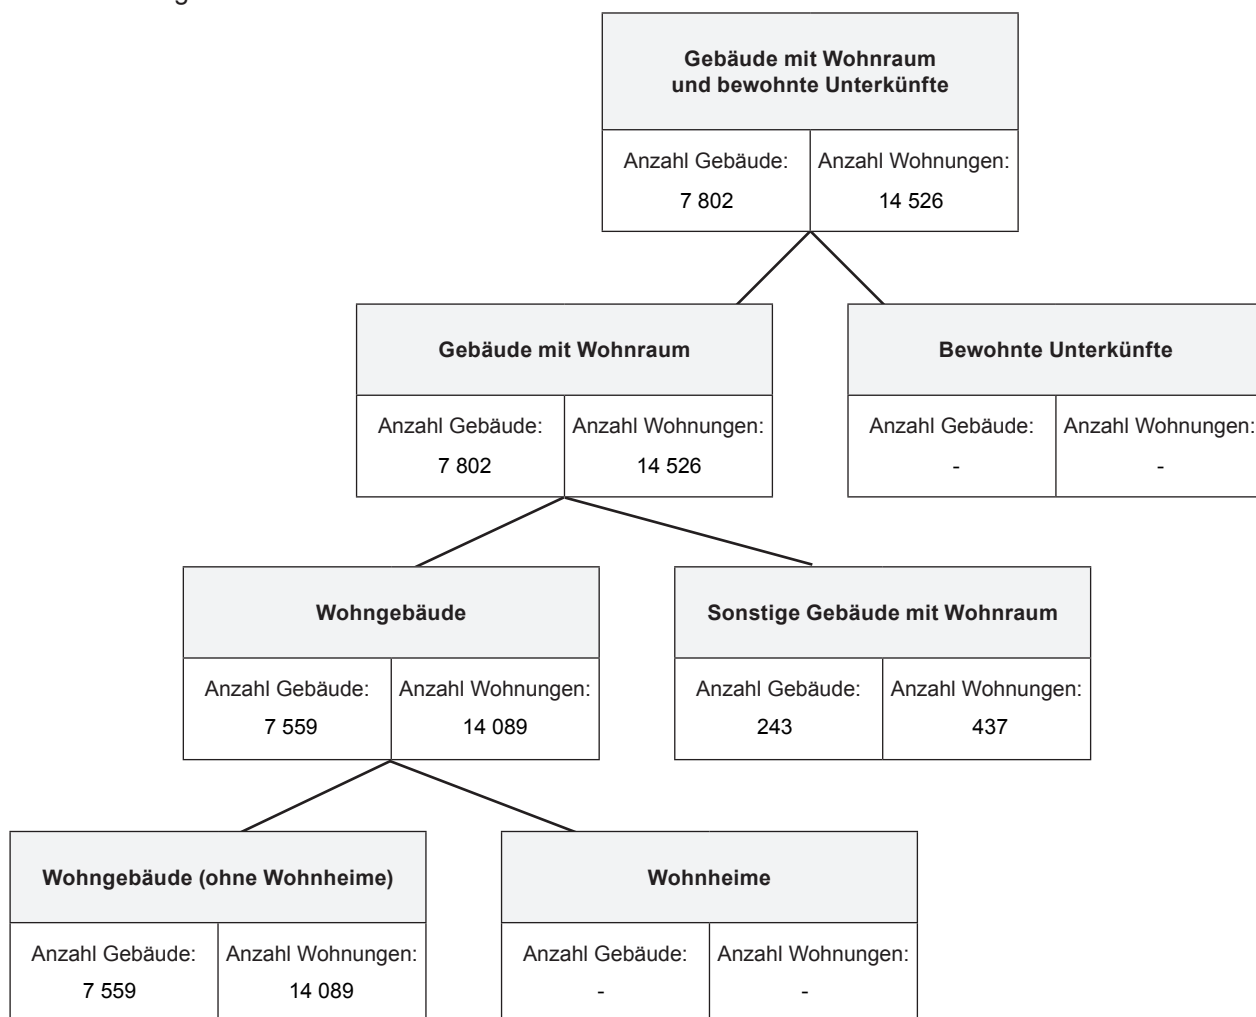 Gebäude mit Wohnraum
und bewohnte Unterkünfte
Anzahl Gebäude: Anzahl Wohnungen:
7 802 14 526
Gebäude mit Wohnraum
Anzahl Gebäude: Anzahl Wohnungen:
7 802 14 526
Bewohnte Unterkünfte
Anzahl Gebäude: Anzahl Wohnungen:
- -
Wohngebäude
Anzahl Gebäude: Anzahl Wohnungen:
7 559 14 089
Sonstige Gebäude mit Wohnraum
Anzahl Gebäude: Anzahl Wohnungen:
243 437
Wohngebäude (ohne Wohnheime)
Anzahl Gebäude: Anzahl Wohnungen:
7 559 14 089
Wohnheime
Anzahl Gebäude: Anzahl Wohnungen:
- -